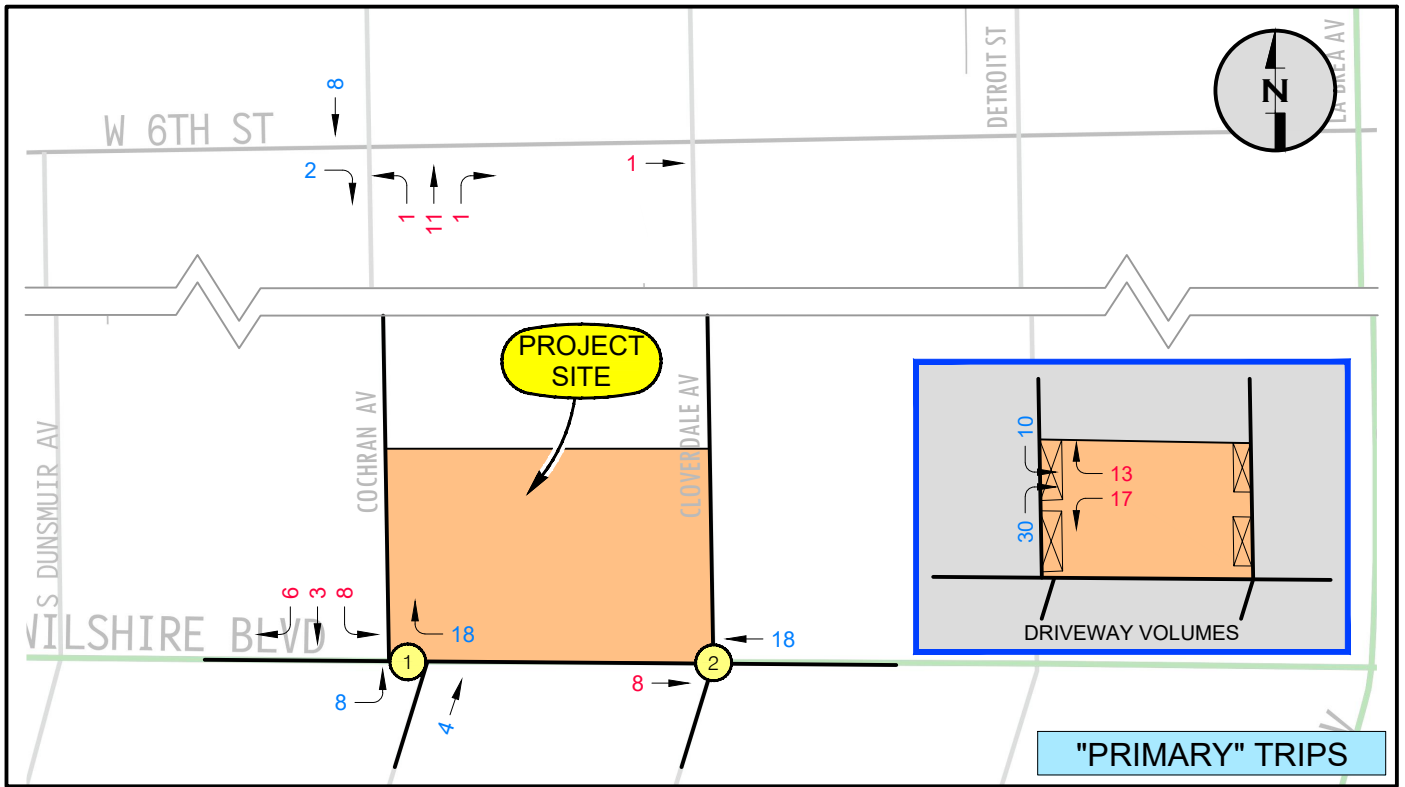 DETROIT ST
LA BREA AV
N
8
W 6TH ST
2
1
11
1
1
PROJECT
SITE
COCHRAN AV
CLOVERDALE AV
S DUNSMUIR AV
10
13
17
30
DRIVEWAY VOLUMES
6
3
8
WILSHIRE BLVD
18
18
1
2
8
8
4
"PRIMARY" TRIPS